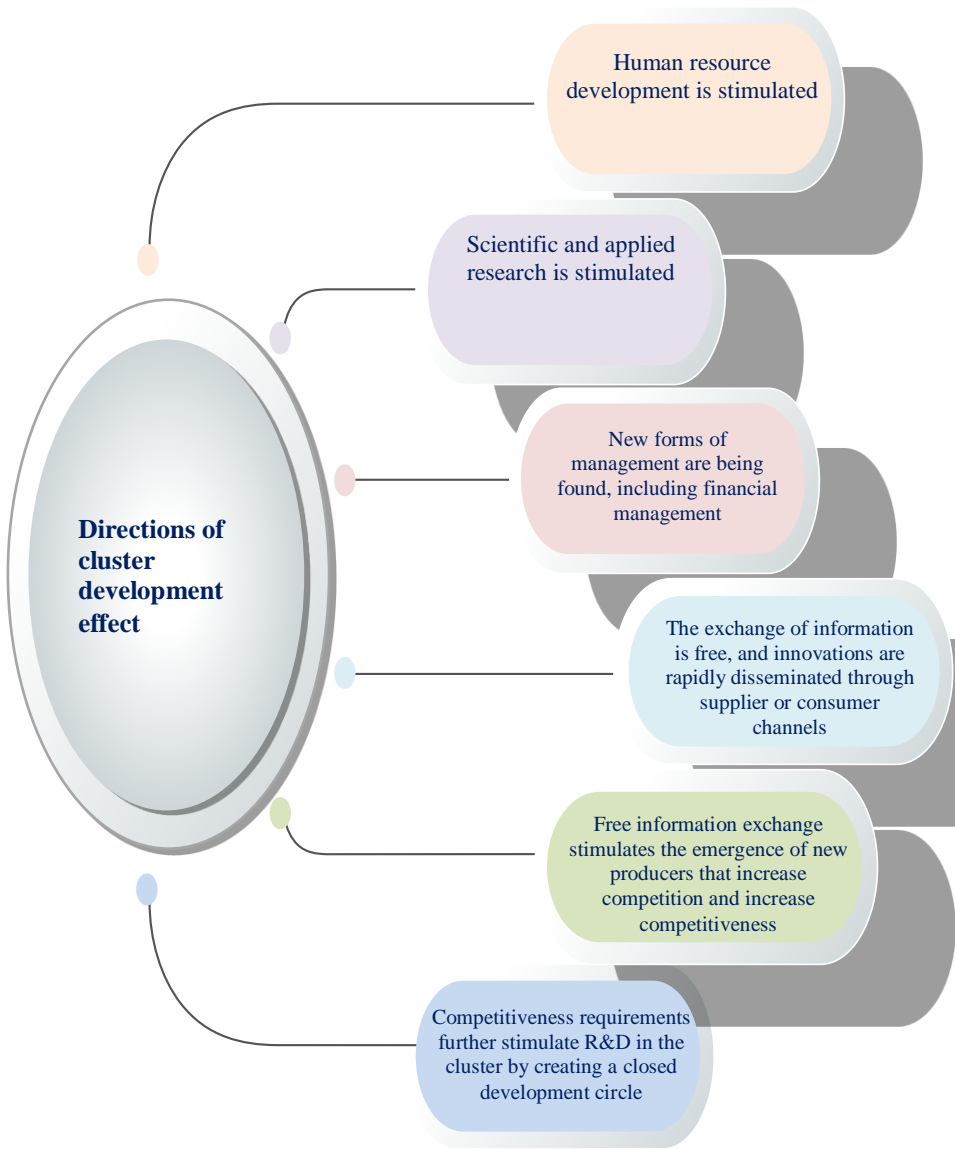 Human resource
development is stimulated
Scientific and applied
research is stimulated
New forms of
management are being
found, including financial
management
Directions of
cluster
development
effect
The exchange of information
is free, and innovations are
rapidly disseminated through
supplier or consumer
channels
Free information exchange
stimulates the emergence of new
producers that increase
competition and increase
competitiveness
Competitiveness requirements
further stimulate R&D in the
cluster by creating a closed
development circle